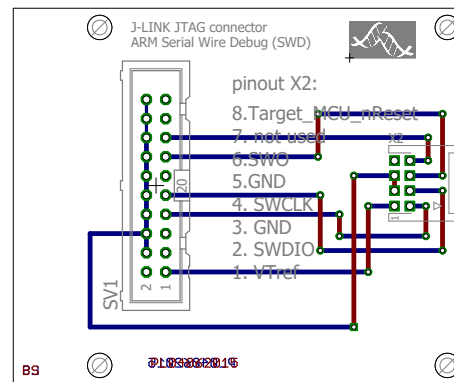 J-LINK JTAG connector
ARM Serial Wire Debug (SWD)
pinout X2:
8.Target_MCU_nReset
7. not used
X2
6.SWO
20
5.GND
4. SWCLK
1
3. GND
2. SWDIO
1. VTref
SV1
2
1
B9